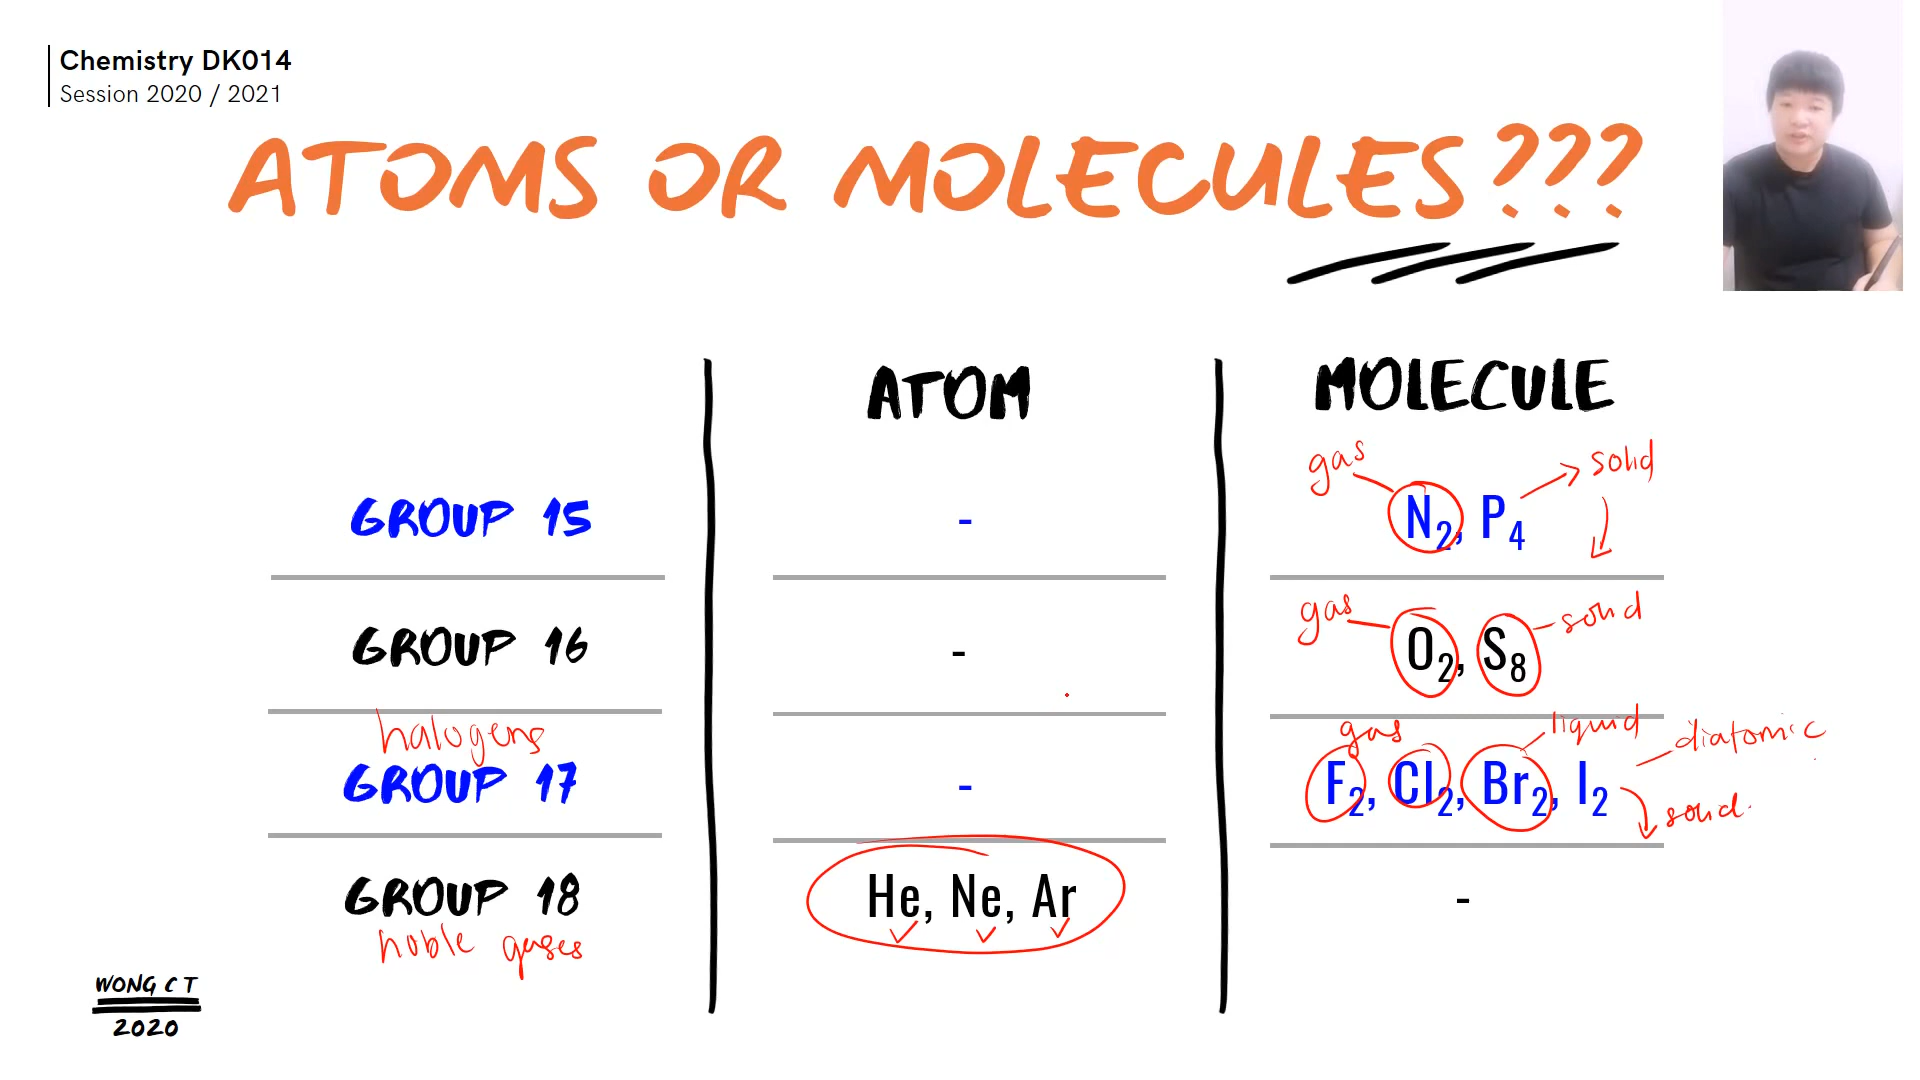 Chemistry DK014
Session 2020 / 2021
ATOMS OR MOLECULES???
ATOM
MOLECULE
gas
solid
GROUP 15
-
N2, P4
gas
solid
GROUP 16
-
O2, S8
halogens
gas
liquid
diatomic
GROUP 17
-
F2, Cl2, Br2, I2
solid.
GROUP 18
He, Ne, Ar
-
noble gases
WONG C T
2020